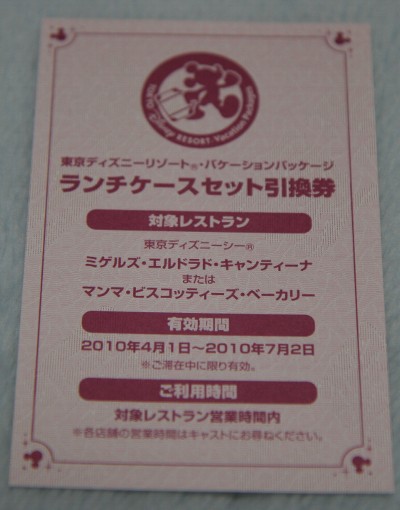 TOKYO Disney RESORT Vacation Package
東京ディズニーリゾート®・バケーションパッケージ
ランチケースセット引換券
対象レストラン
東京ディズニーシー®
ミゲルズ・エルドラド・キャンティーナ
または
マンマ・ビスコッティーズ・ベーカリー
有効期間
2010年4月1日～2010年7月2日
※ご滞在中に限り有効。
ご利用時間
対象レストラン営業時間内
※各店舗の営業時間はキャストにお尋ねください。